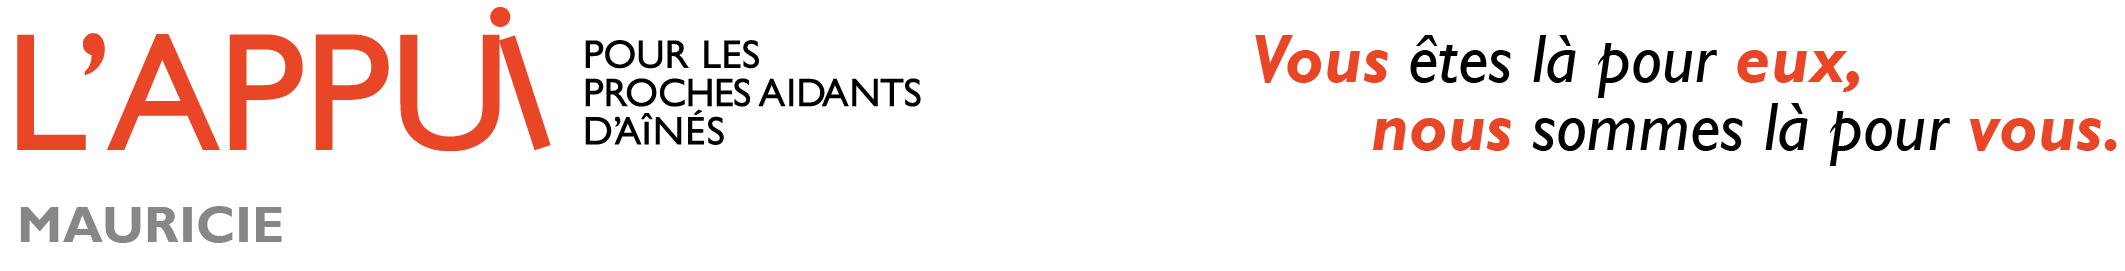 L'APPUI
POUR LES
PROCHES AIDANTS
D'AÎNÉS
MAURICIE
Vous êtes là pour eux,
nous sommes là pour vous.